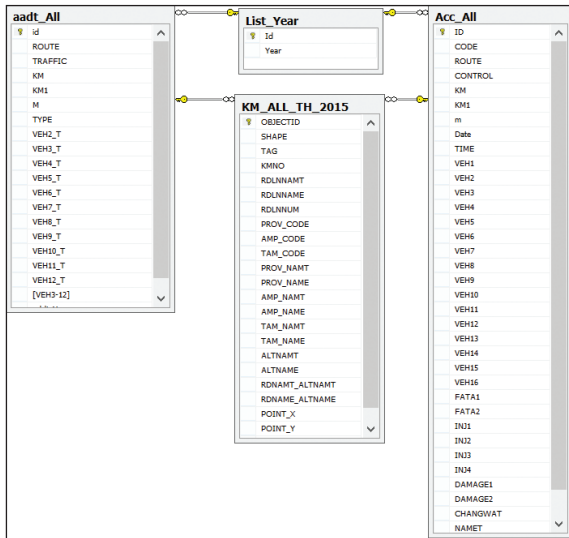 aadt_All
id
ROUTE
TRAFFIC
KM
KM1
M
TYPE
VEH2_T
VEH3_T
VEH4_T
VEH5_T
VEH6_T
VEH7_T
VEH8_T
VEH9_T
VEH10_T
VEH11_T
VEH12_T
[VEH3-12]
List_Year
Id
Year
KM_ALL_TH_2015
OBJECTID
SHAPE
TAG
KMNO
RDLNNAMT
RDLNNAME
RDLNNUM
PROV_CODE
AMP_CODE
TAM_CODE
PROV_NAMT
PROV_NAME
AMP_NAMT
AMP_NAME
TAM_NAMT
TAM_NAME
ALTNAMT
ALTNAME
RDNAMT_ALTNAMT
RDNAME_ALTNAME
POINT_X
POINT_Y
Acc_All
ID
CODE
ROUTE
CONTROL
KM
KM1
m
Date
TIME
VEH1
VEH2
VEH3
VEH4
VEH5
VEH6
VEH7
VEH8
VEH9
VEH10
VEH11
VEH12
VEH13
VEH14
VEH15
VEH16
FATA1
FATA2
INJ1
INJ2
INJ3
INJ4
DAMAGE1
DAMAGE2
CHANGWAT
NAMET